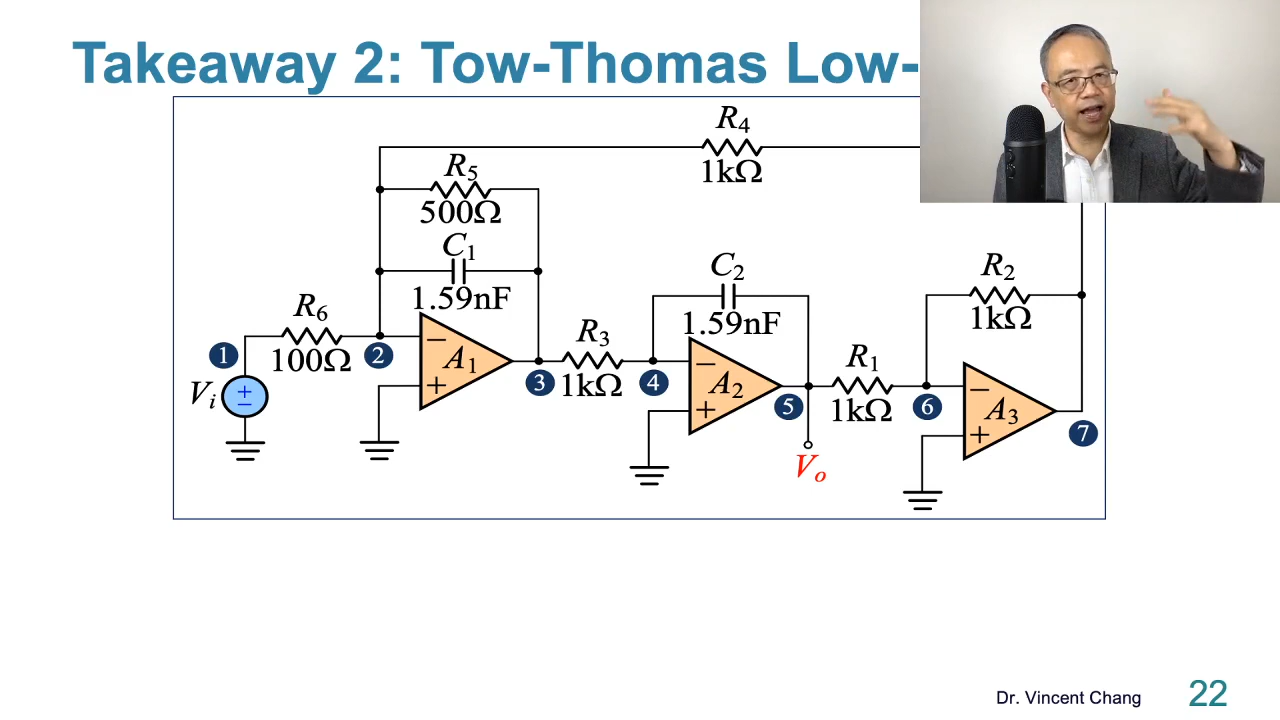 Takeaway 2: Tow-Thomas Low-
R4
1kΩ
R5
500Ω
C1
1.59nF
C2
1.59nF
R2
1kΩ
R6
100Ω
R3
1kΩ
R1
1kΩ
1
2
3
4
5
6
7
Vi
+
−
−
+
A1
−
+
A2
−
+
A3
Vo
Dr. Vincent Chang
22